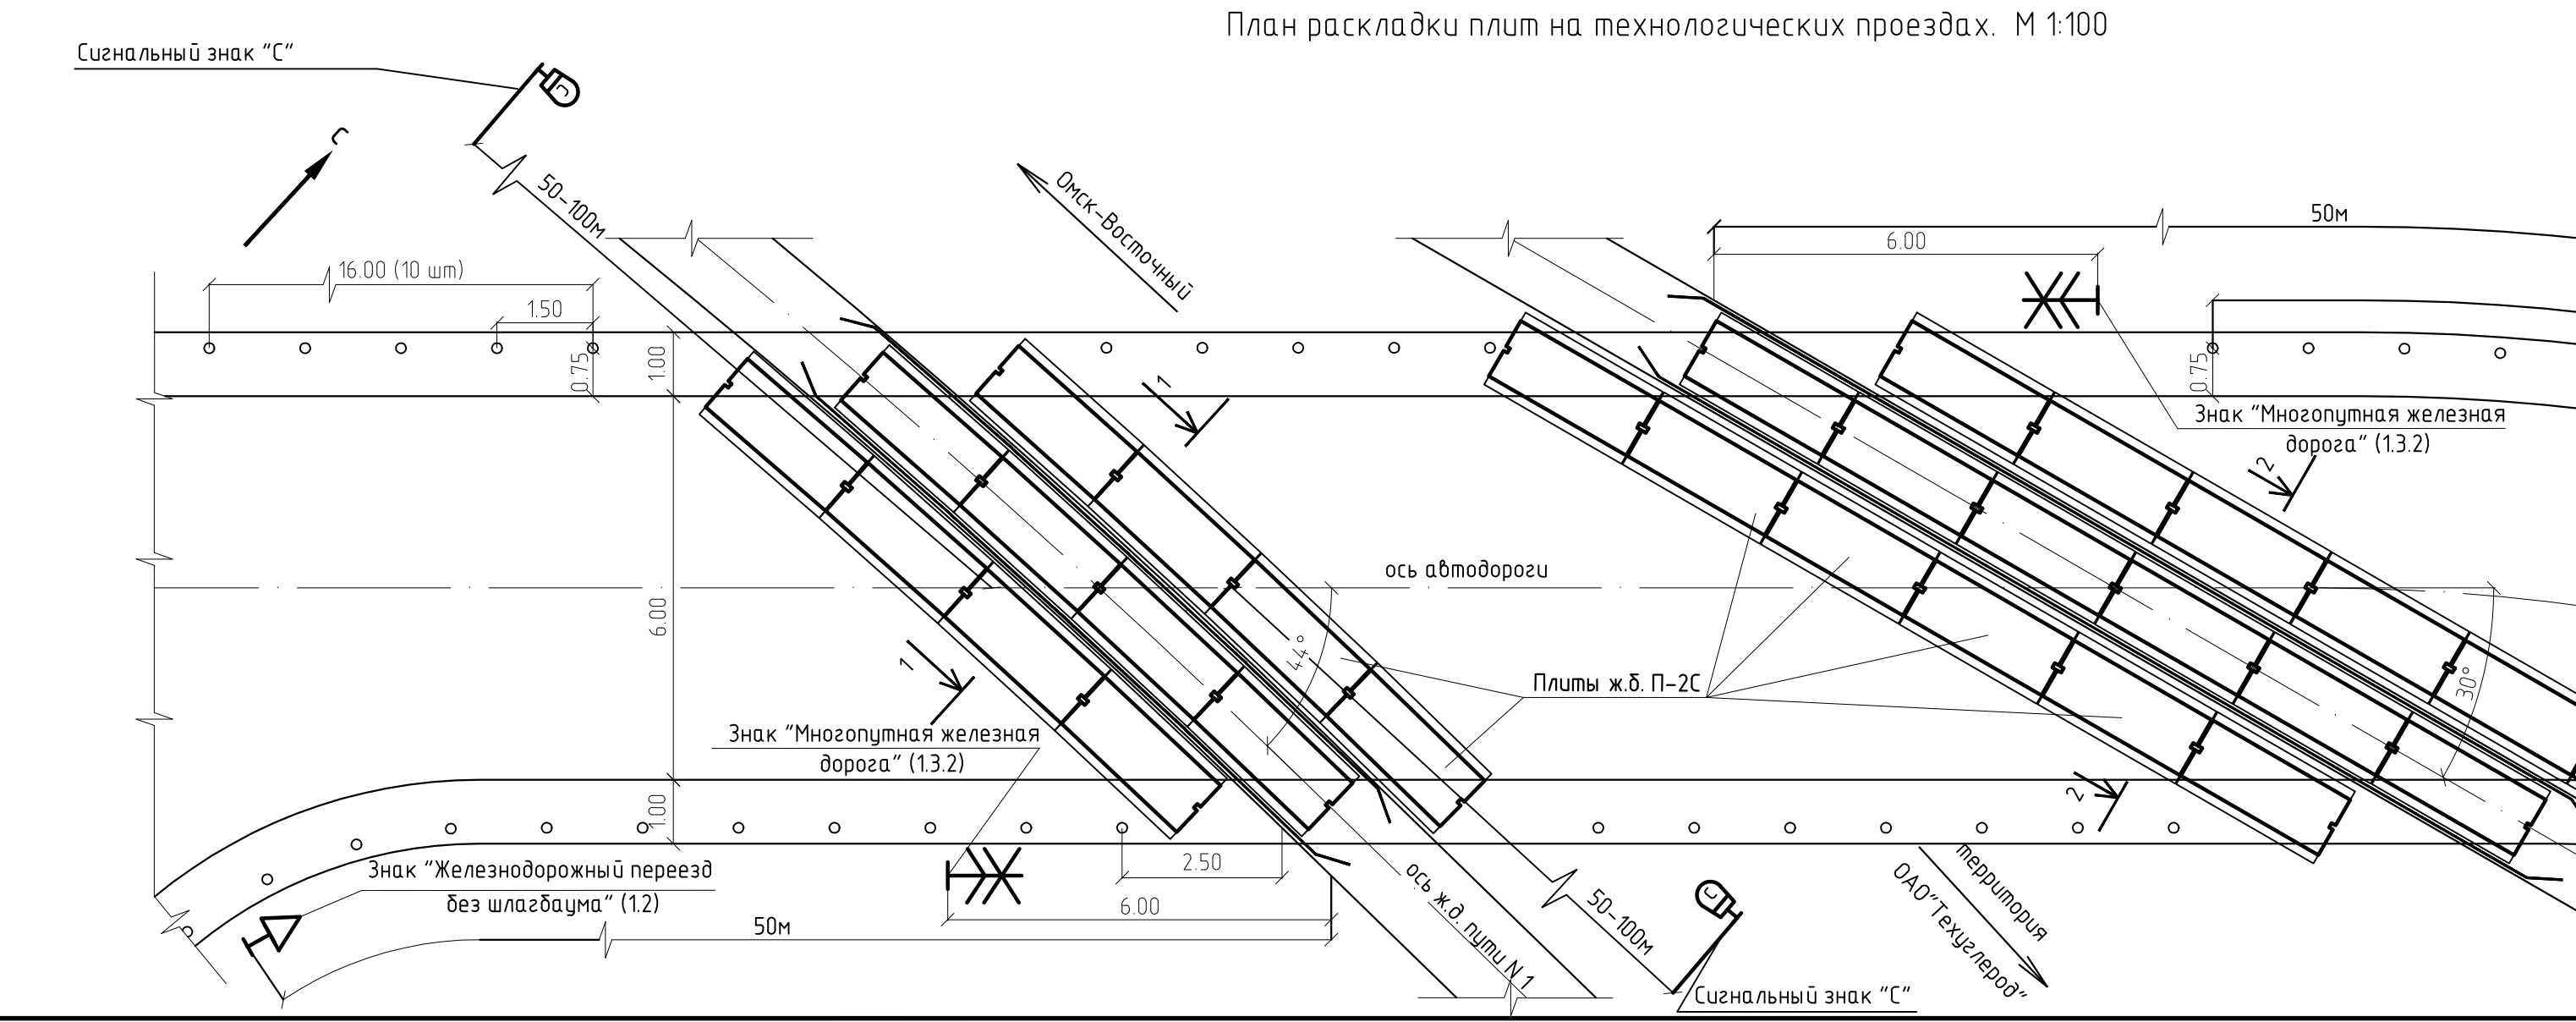 План раскладки плит на технологических проездах.  М 1:100
Сигнальный знак "С"
С
С
50-100м
Омск-Восточный
50м
6.00
16.00 (10 шт)
1.50
0.75
1.00
1
0.75
Знак "Многопутная железная
дорога" (1.3.2)
2
ось автодороги
6.00
44°
1
Плиты ж.б. П-2С
30°
Знак "Многопутная железная
дорога" (1.3.2)
2
1.00
Знак "Железнодорожный переезд
без шлагбаума" (1.2)
2.50
6.00
50м
ось ж.д. пути N 1
50-100м
С
территория
ОАО"Техуглерод"
Сигнальный знак "С"